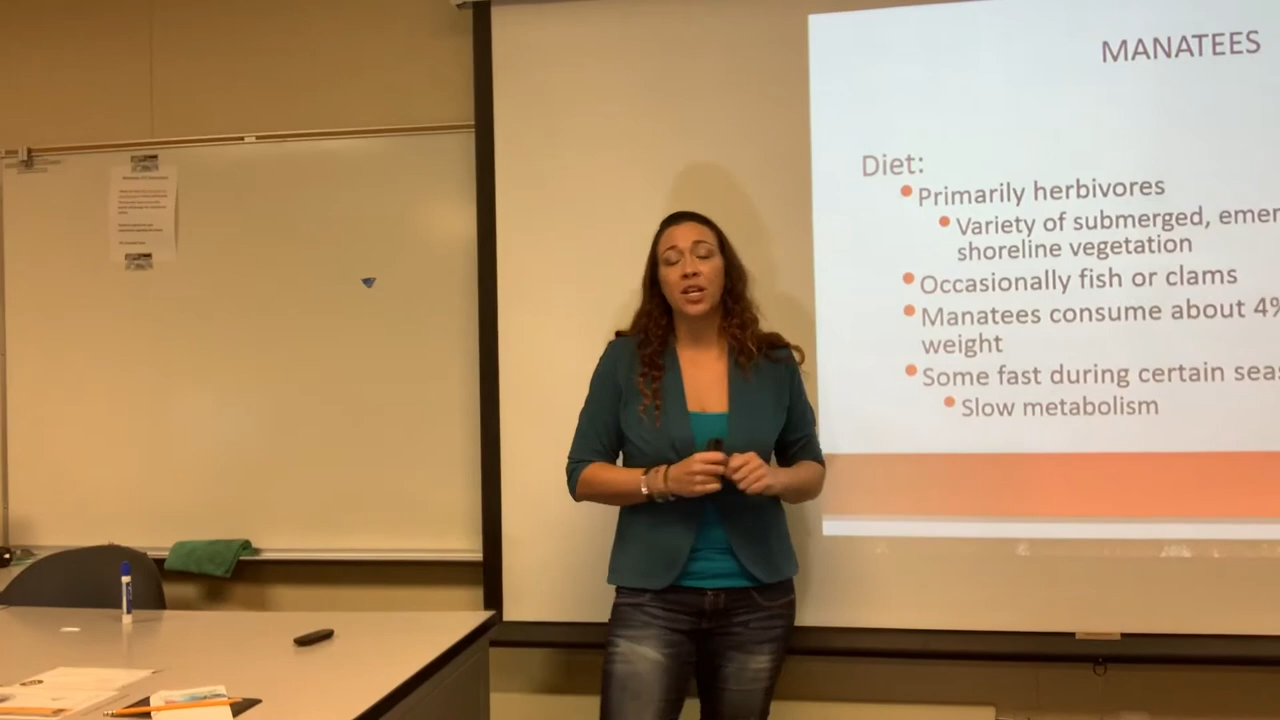 MANATEES
Diet:
Primarily herbivores
Variety of submerged, emer
shoreline vegetation
Occasionally fish or clams
Manatees consume about 4%
weight
Some fast during certain seas
Slow metabolism